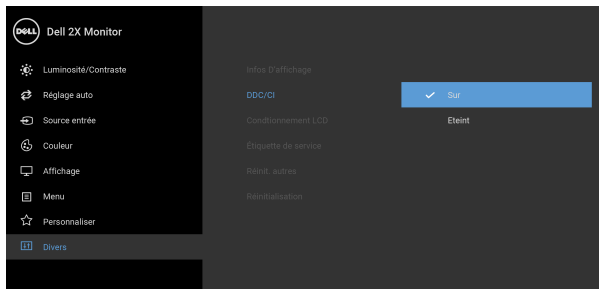 DELL Dell 2X Monitor
Luminosité/Contraste
Réglage auto
Source entrée
Couleur
Affichage
Menu
Personnaliser
Divers
Infos D'affichage
DDC/CI
Condtionnement LCD
Étiquette de service
Réinit. autres
Réinitialisation
Sur
Eteint